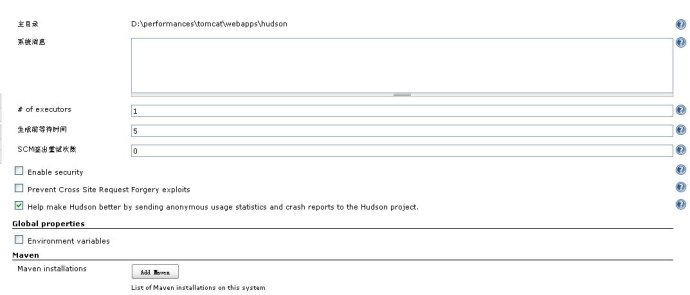 主目录 D:\performances\tomcat\webapps\hudson
系统消息
# of executors 1
生成前等待时间 5
SCM签出重试次数 0
Enable security
Prevent Cross Site Request Forgery exploits
Help make Hudson better by sending anonymous usage statistics and crash reports to the Hudson project.
Global properties
Environment variables
Maven
Maven installations Add Maven
List of Maven installations on this system